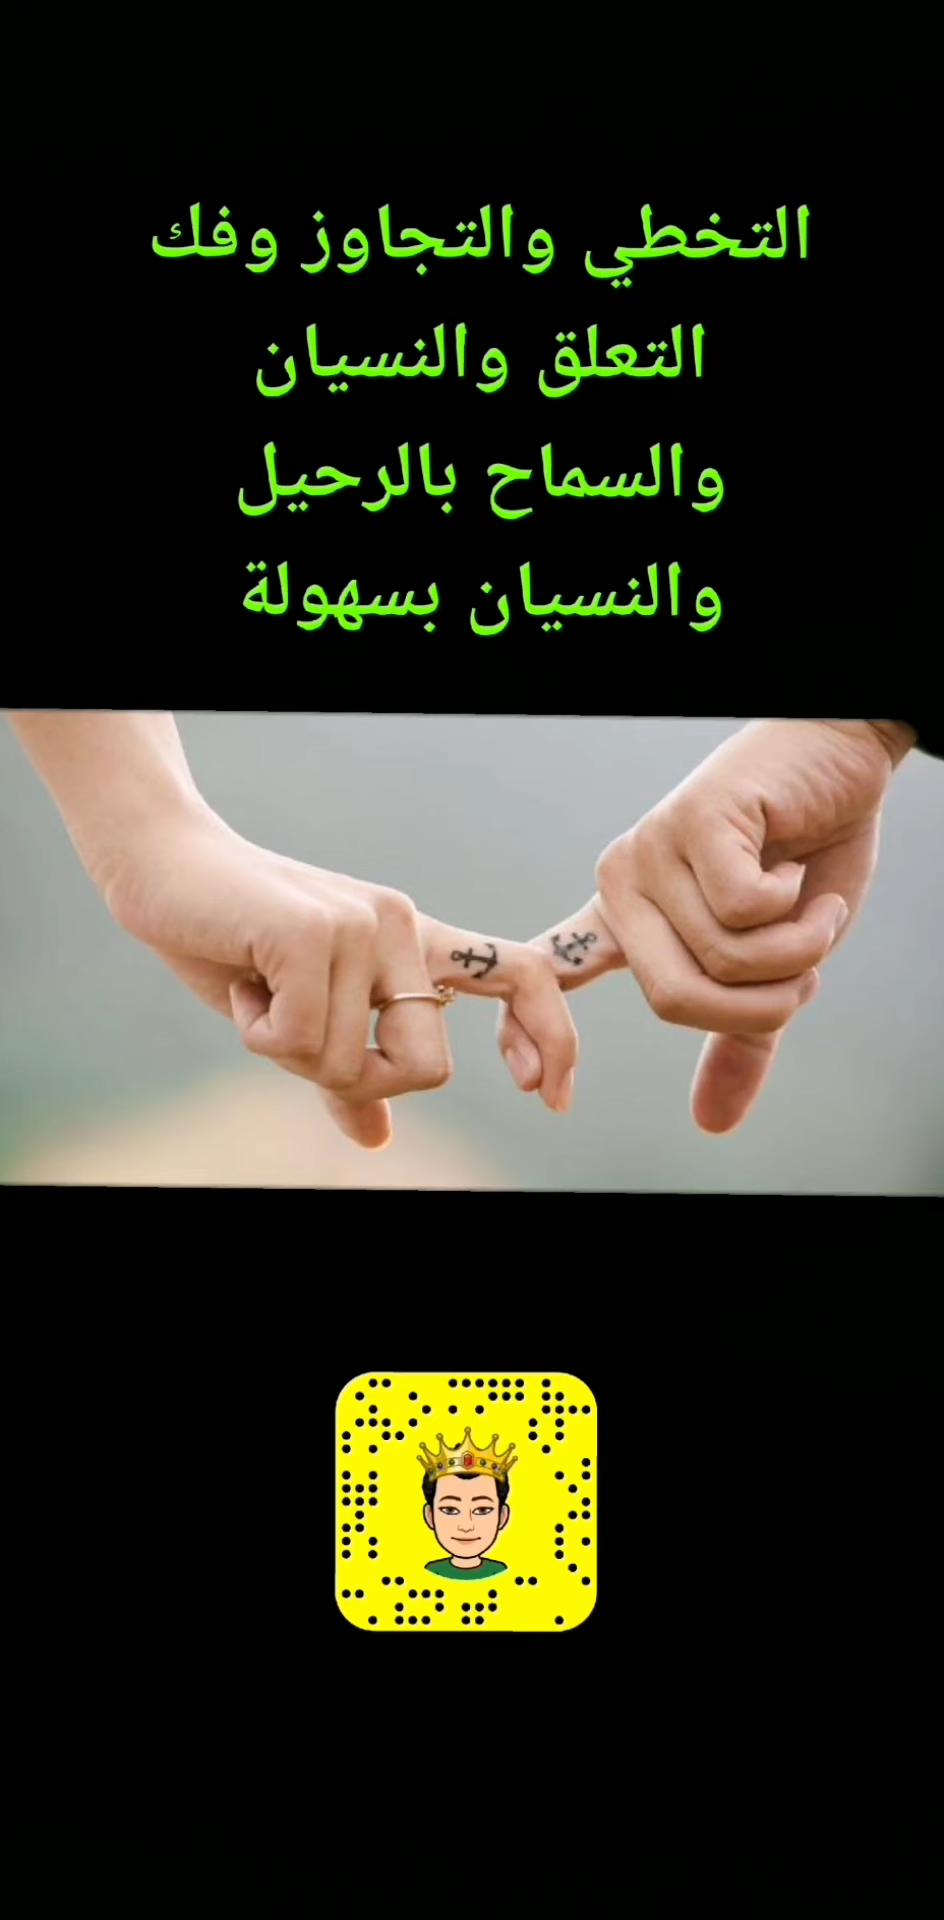 التخطي والتجاوز وفك
التعلق والنسيان
والسماح بالرحيل
والنسيان بسهولة